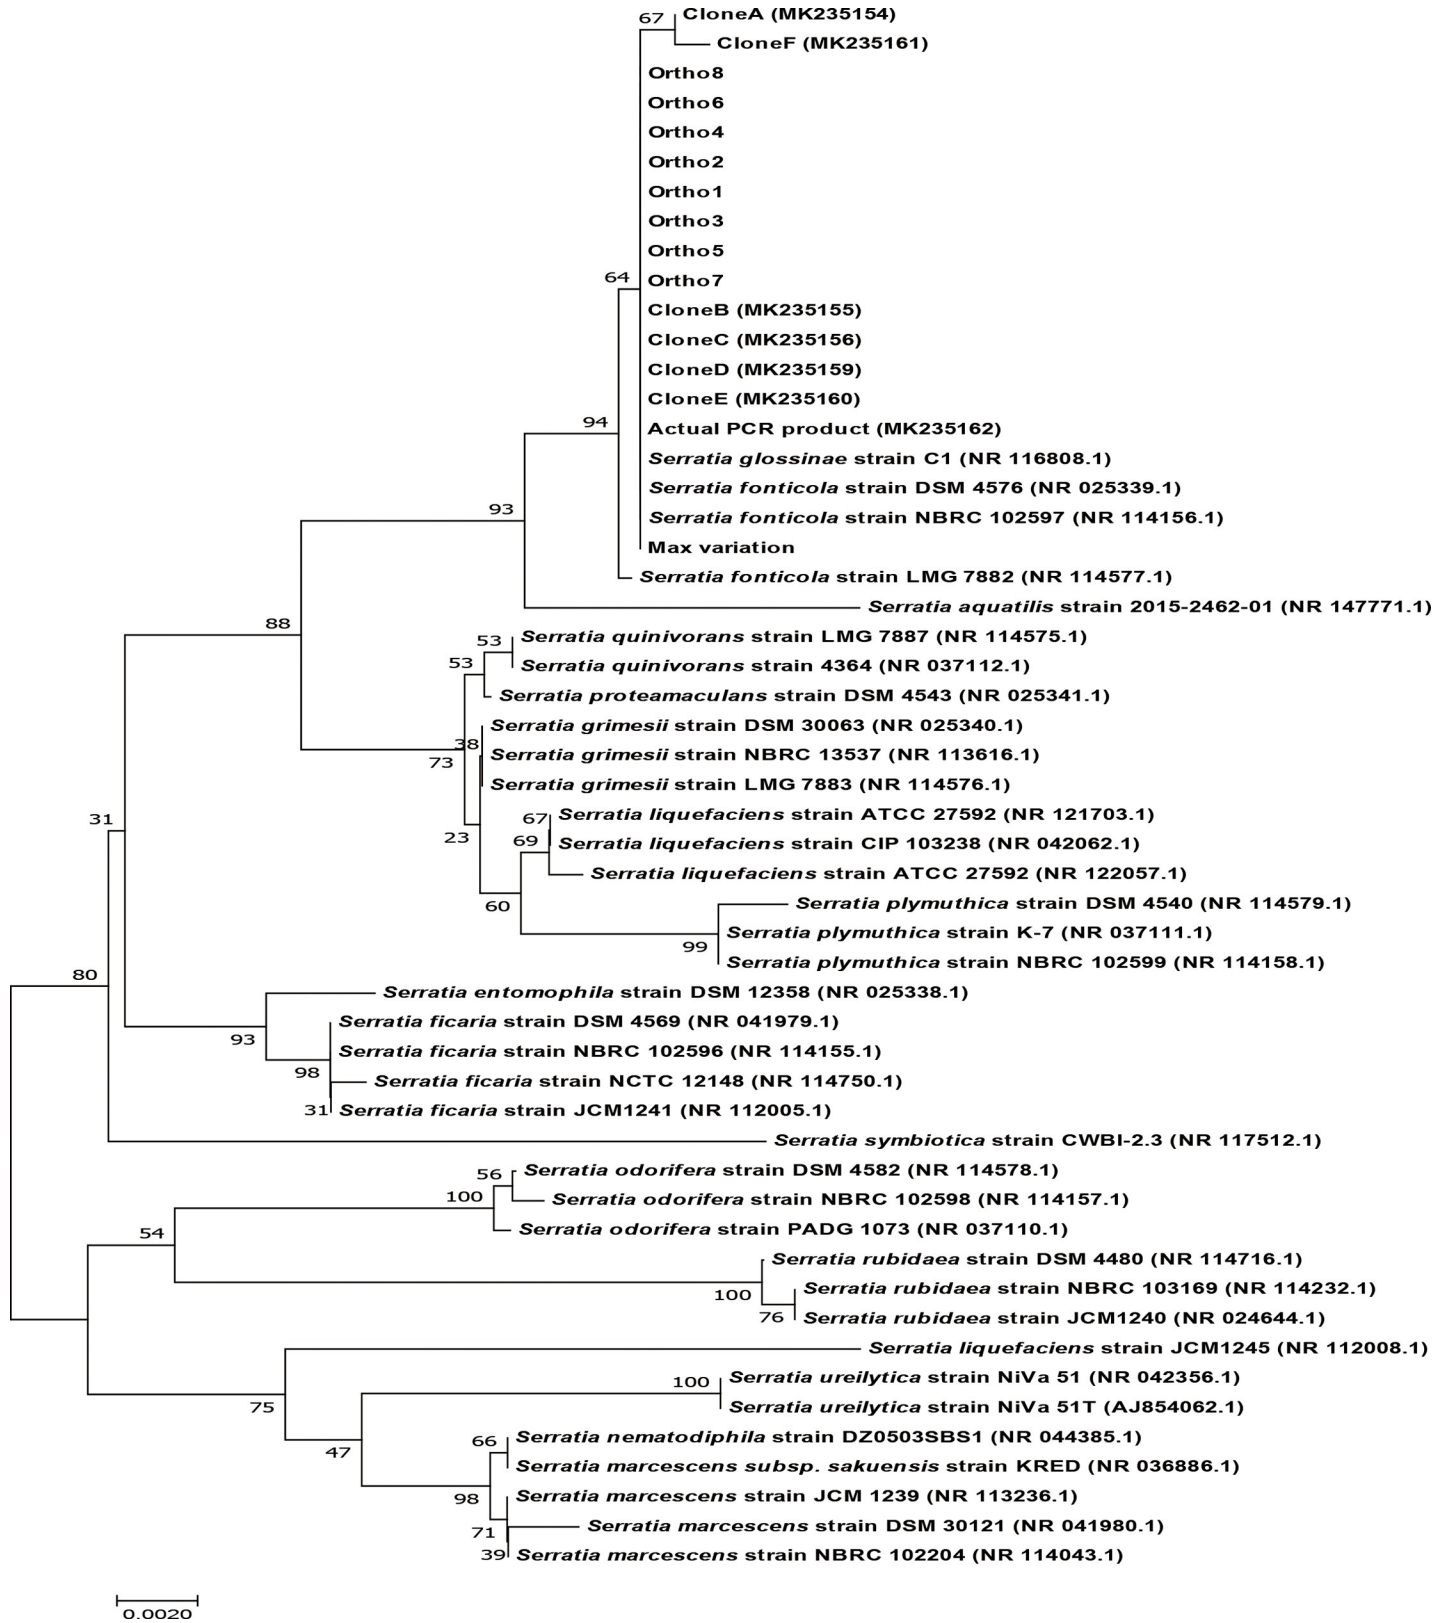 67 CloneA (MK235154)
CloneF (MK235161)
Ortho8
Ortho6
Ortho4
Ortho2
Ortho1
Ortho3
Ortho5
64 Ortho7
CloneB (MK235155)
CloneC (MK235156)
CloneD (MK235159)
CloneE (MK235160)
94 Actual PCR product (MK235162)
Serratia glossinae strain C1 (NR 116808.1)
Serratia fonticola strain DSM 4576 (NR 025339.1)
93 Serratia fonticola strain NBRC 102597 (NR 114156.1)
Max variation
Serratia fonticola strain LMG 7882 (NR 114577.1)
Serratia aquatilis strain 2015-2462-01 (NR 147771.1)
88
53 Serratia quinivorans strain LMG 7887 (NR 114575.1)
53 Serratia quinivorans strain 4364 (NR 037112.1)
Serratia proteamaculans strain DSM 4543 (NR 025341.1)
Serratia grimesii strain DSM 30063 (NR 025340.1)
38
73 Serratia grimesii strain NBRC 13537 (NR 113616.1)
Serratia grimesii strain LMG 7883 (NR 114576.1)
31 67 Serratia liquefaciens strain ATCC 27592 (NR 121703.1)
23 69 Serratia liquefaciens strain CIP 103238 (NR 042062.1)
Serratia liquefaciens strain ATCC 27592 (NR 122057.1)
60 Serratia plymuthica strain DSM 4540 (NR 114579.1)
99 Serratia plymuthica strain K-7 (NR 037111.1)
Serratia plymuthica strain NBRC 102599 (NR 114158.1)
80
Serratia entomophila strain DSM 12358 (NR 025338.1)
Serratia ficaria strain DSM 4569 (NR 041979.1)
93 Serratia ficaria strain NBRC 102596 (NR 114155.1)
98 Serratia ficaria strain NCTC 12148 (NR 114750.1)
31 Serratia ficaria strain JCM1241 (NR 112005.1)
Serratia symbiotica strain CWBI-2.3 (NR 117512.1)
56 Serratia odorifera strain DSM 4582 (NR 114578.1)
100 Serratia odorifera strain NBRC 102598 (NR 114157.1)
54 Serratia odorifera strain PADG 1073 (NR 037110.1)
Serratia rubidaea strain DSM 4480 (NR 114716.1)
100 Serratia rubidaea strain NBRC 103169 (NR 114232.1)
76 Serratia rubidaea strain JCM1240 (NR 024644.1)
Serratia liquefaciens strain JCM1245 (NR 112008.1)
100 Serratia ureilytica strain NiVa 51 (NR 042356.1)
75 Serratia ureilytica strain NiVa 51T (AJ854062.1)
66 Serratia nematodiphila strain DZ0503SBS1 (NR 044385.1)
47 Serratia marcescens subsp. sakuensis strain KRED (NR 036886.1)
98 Serratia marcescens strain JCM 1239 (NR 113236.1)
71 Serratia marcescens strain DSM 30121 (NR 041980.1)
39 Serratia marcescens strain NBRC 102204 (NR 114043.1)
0.0020